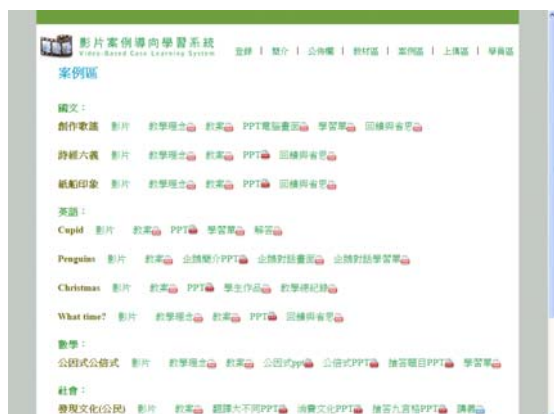 影片案例導向學習系統
Video-Based Case Learning System
登錄 | 簡介 | 公佈欄 | 教材區 | 案例區 | 上傳區 | 學員區
案例區
國文：
創作歌謠 影片 教學理念 教案 PPT電腦畫面 學習單 回饋與省思
詩經六義 影片 教學理念 教案 PPT 回饋與省思
紙船印象 影片 教學理念 教案 PPT 回饋與省思
英語：
Cupid 影片 教案 PPT 學習單 解答
Penguins 影片 教案 企鵝簡介PPT 企鵝對話畫面 企鵝對話學習單
Christmas 影片 教案 PPT 學生作品 教學總紀錄
What time? 影片 教學理念 教案 PPT 回饋與省思
數學：
公因式公倍式 影片 教學理念 教案 公因式ppt 公倍式PPT 搶答題目PPT 學習單
社會：
發現文化(公民) 影片 教案 翻譯大不同PPT 消費文化PPT 搶答九宮格PPT 講義